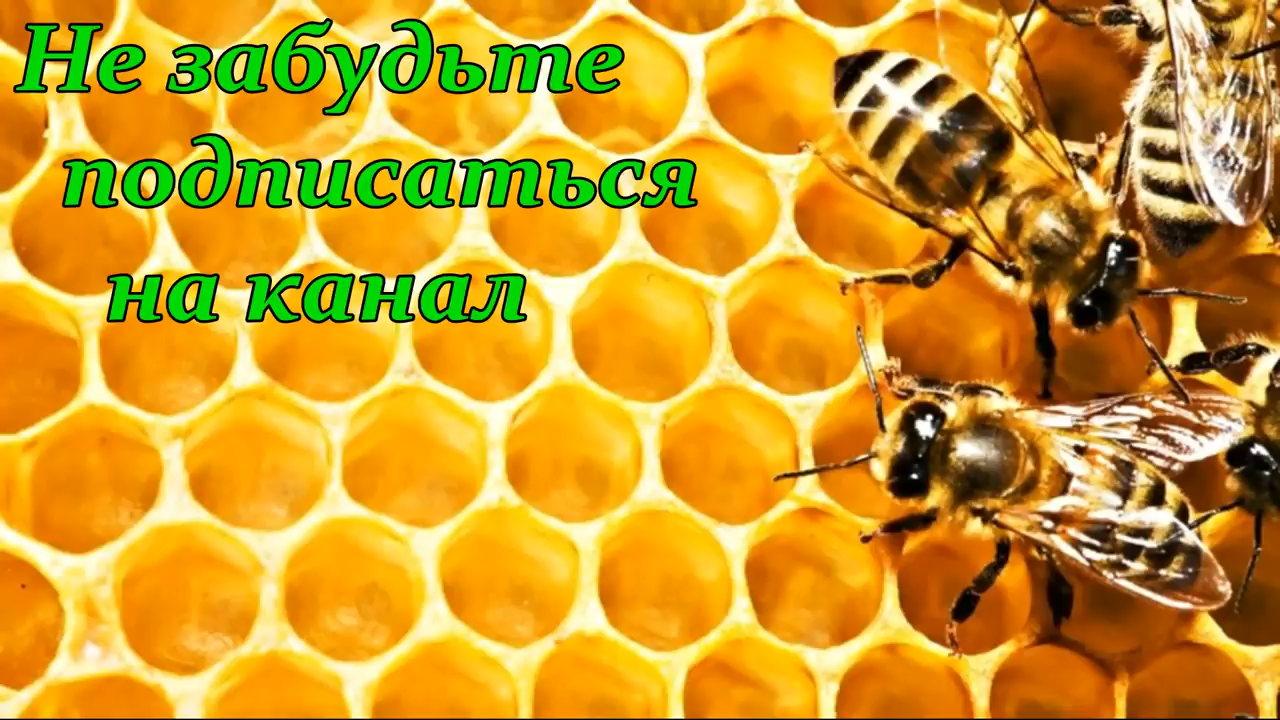 Не забудьте
подписаться
на канал